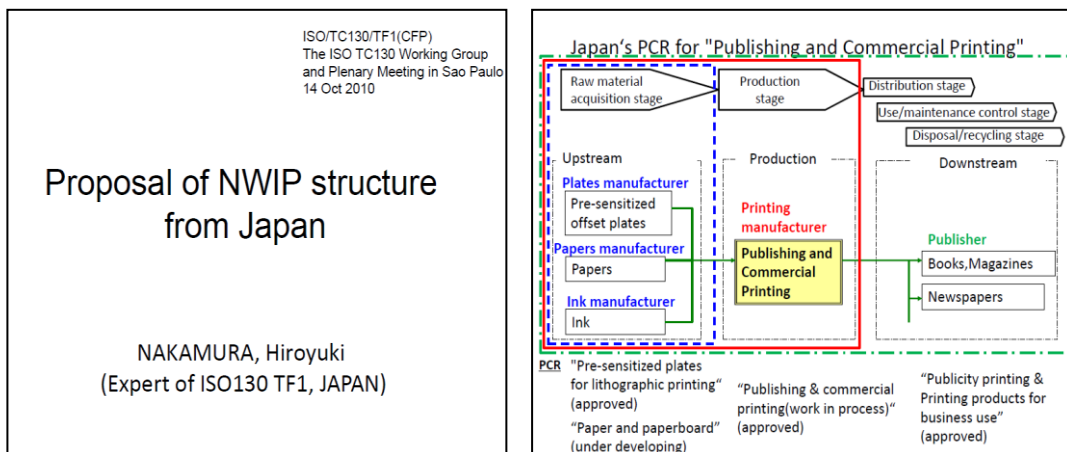 ISO/TC130/TF1(CFP)
The ISO TC130 Working Group
and Plenary Meeting in Sao Paulo
14 Oct 2010
Proposal of NWIP structure
from Japan
NAKAMURA, Hiroyuki
(Expert of ISO130 TF1, JAPAN)
Japan‘s PCR for "Publishing and Commercial Printing"
Raw material
acquisition stage
Production
stage
Distribution stage
Use/maintenance control stage
Disposal/recycling stage
Upstream
Production
Downstream
Plates manufacturer
Pre-sensitized
offset plates
Papers manufacturer
Papers
Ink manufacturer
Ink
Printing
manufacturer
Publishing and
Commercial
Printing
Publisher
Books,Magazines
Newspapers
PCR
"Pre-sensitized plates
for lithographic printing“
(approved)
“Paper and paperboard”
(under developing)
“Publishing & commercial
printing(work in process)“
(approved)
“Publicity printing &
Printing products for
business use”
(approved)